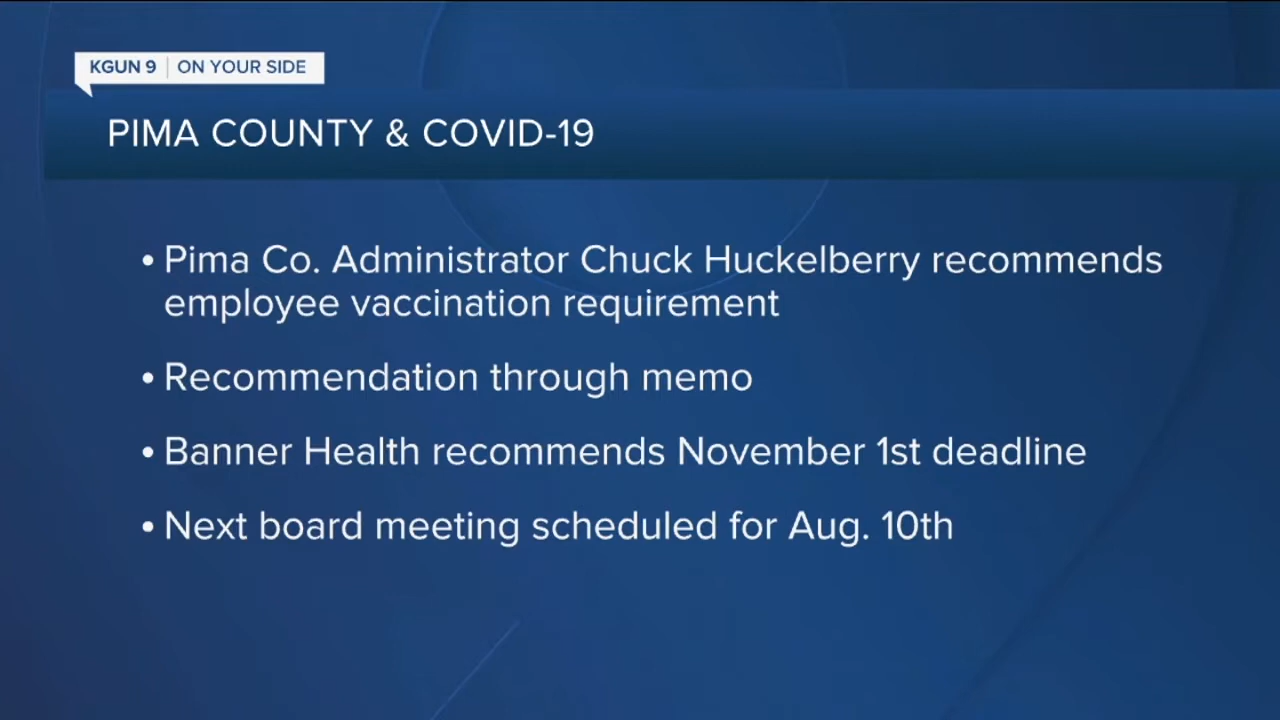 KGUN 9 | ON YOUR SIDE
PIMA COUNTY & COVID-19
• Pima Co. Administrator Chuck Huckelberry recommends
employee vaccination requirement
• Recommendation through memo
• Banner Health recommends November 1st deadline
• Next board meeting scheduled for Aug. 10th